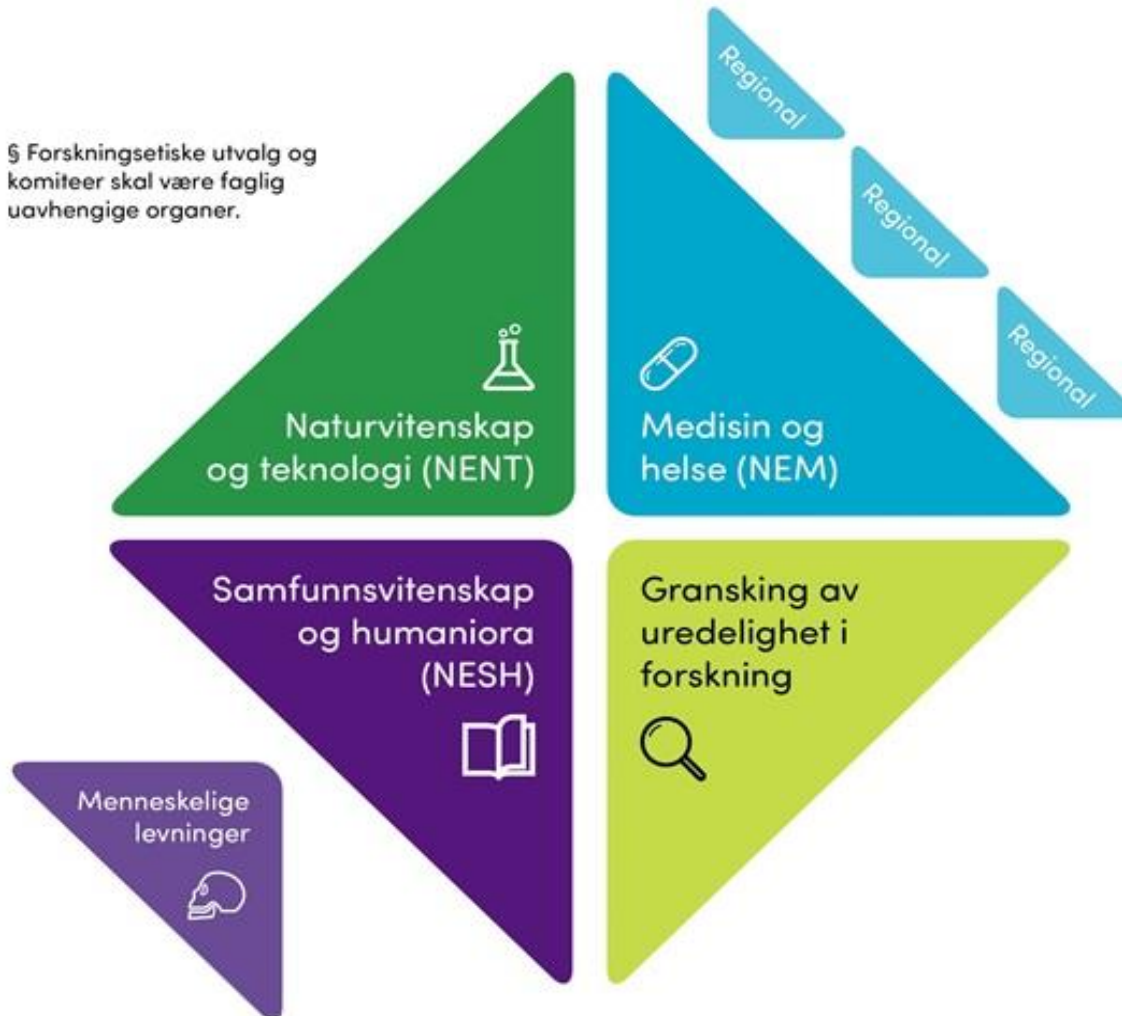 § Forskningsetiske utvalg og
komiteer skal være faglig
uavhengige organer.
Regional
Regional
Regional
Naturvitenskap
og teknologi (NENT)
Medisin og
helse (NEM)
Samfunnsvitenskap
og humaniora
(NESH)
Gransking av
uredelighet i
forskning
Menneskelige
levninger